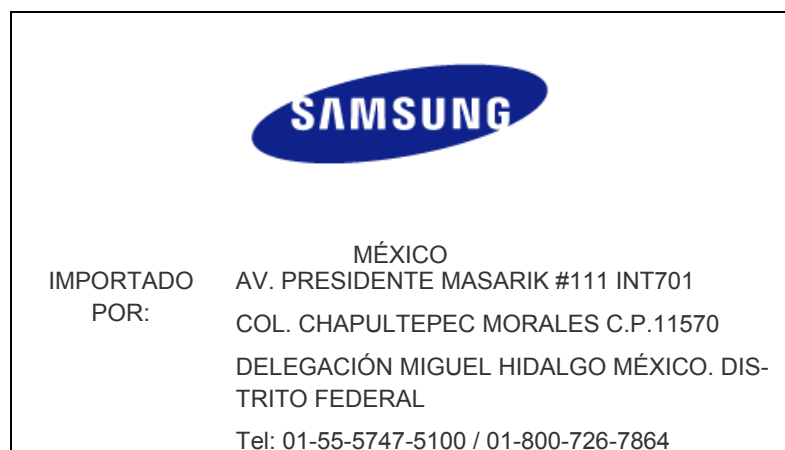 SAMSUNG
MÉXICO
IMPORTADO POR:
AV. PRESIDENTE MASARIK #111 INT701
COL. CHAPULTEPEC MORALES C.P.11570
DELEGACIÓN MIGUEL HIDALGO MÉXICO. DIS-
TRITO FEDERAL
Tel: 01-55-5747-5100 / 01-800-726-7864